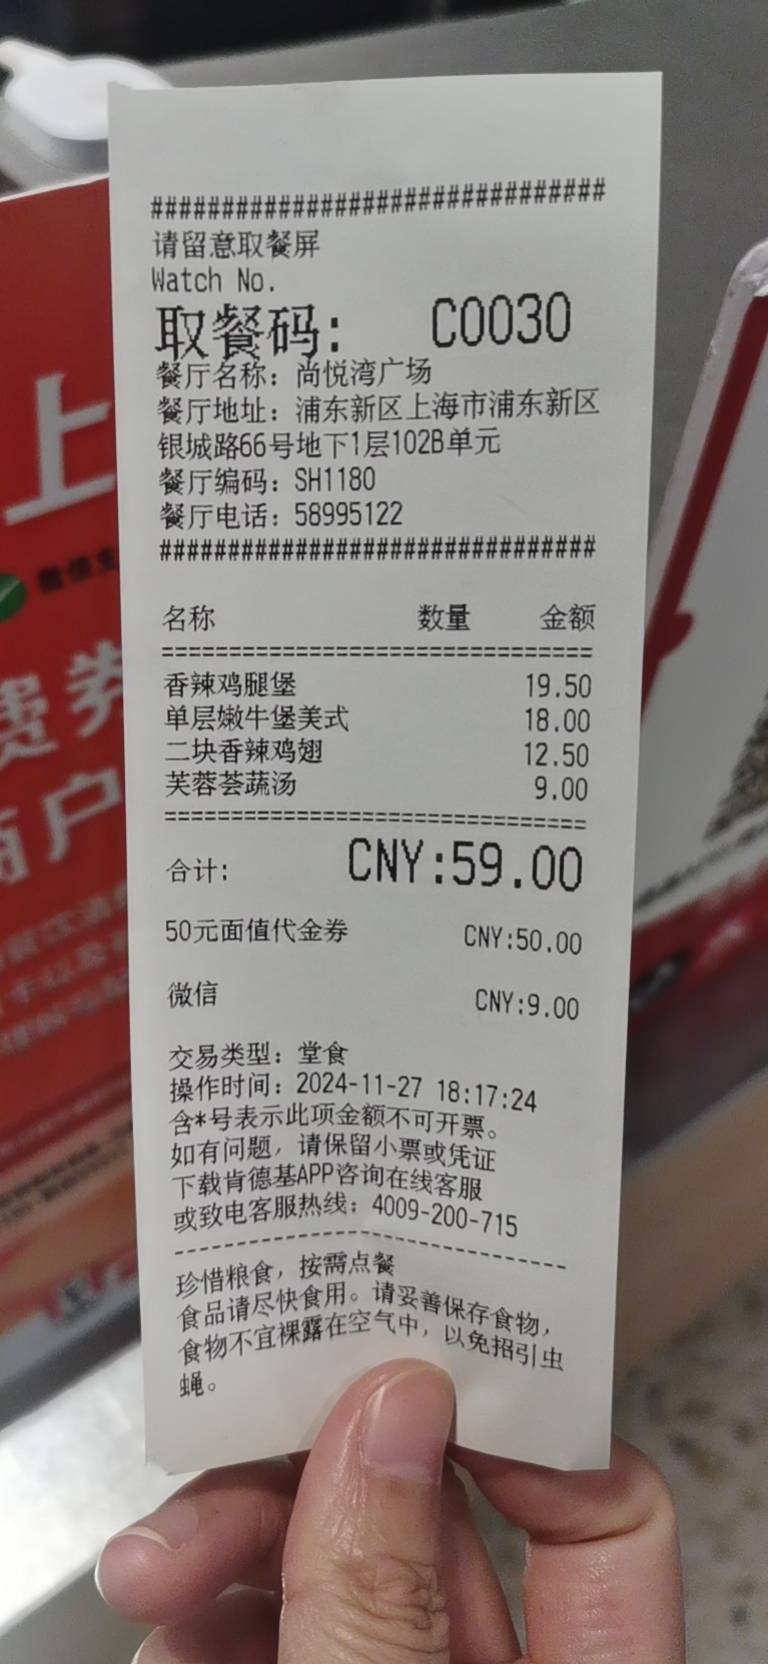 ##################################
请留意取餐屏
Watch No.
取餐码: C0030
餐厅名称: 尚悦湾广场
餐厅地址: 浦东新区上海市浦东新区
银城路66号地下1层102B单元
餐厅编码: SH1180
餐厅电话: 58995122
##################################
名称 数量 金额
================================
香辣鸡腿堡 19.50
单层嫩牛堡美式 18.00
二块香辣鸡翅 12.50
芙蓉荟蔬汤 9.00
================================
合计: CNY:59.00
50元面值代金券 CNY:50.00
微信 CNY:9.00
交易类型: 堂食
操作时间: 2024-11-27 18:17:24
含*号表示此项金额不可开票。
如有问题, 请保留小票或凭证
下载肯德基APP咨询在线客服
或致电客服热线: 4009-200-715
--------------------------------
珍惜粮食, 按需点餐
食品请尽快食用。请妥善保存食物,
食物不宜裸露在空气中, 以免招引虫
蝇。
上
费券
商户